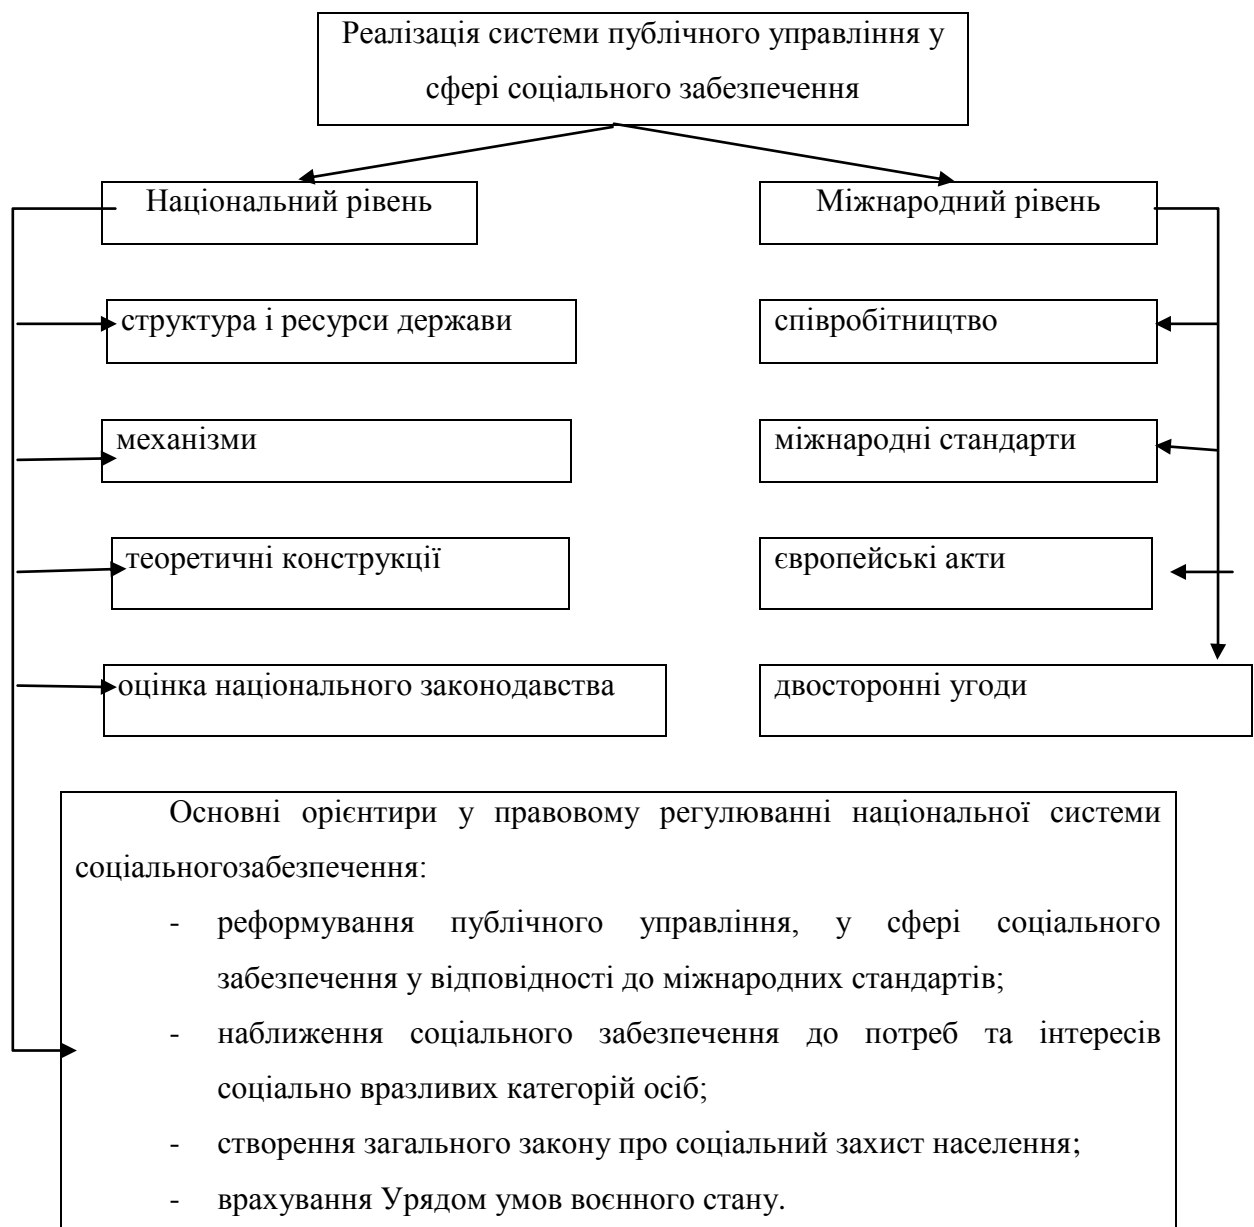 Реалізація системи публічного управління у
сфері соціального забезпечення
Національний рівень
Міжнародний рівень
структура і ресурси держави
співробітництво
механізми
міжнародні стандарти
теоретичні конструкції
європейські акти
оцінка національного законодавства
двосторонні угоди
Основні орієнтири у правовому регулюванні національної системи
соціальногозабезпечення:
- реформування публічного управління, у сфері соціального
забезпечення у відповідності до міжнародних стандартів;
- наближення соціального забезпечення до потреб та інтересів
соціально вразливих категорій осіб;
- створення загального закону про соціальний захист населення;
- врахування Урядом умов воєнного стану.